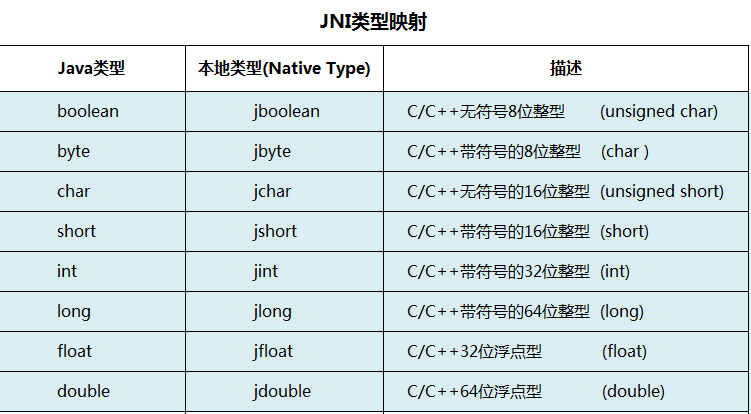 JNI类型映射
Java类型 本地类型(Native Type) 描述
boolean jboolean C/C++无符号8位整型 (unsigned char)
byte jbyte C/C++带符号的8位整型 (char )
char jchar C/C++无符号的16位整型 (unsigned short)
short jshort C/C++带符号的16位整型 (short)
int jint C/C++带符号的32位整型 (int)
long jlong C/C++带符号的64位整型 (long)
float jfloat C/C++32位浮点型 (float)
double jdouble C/C++64位浮点型 (double)